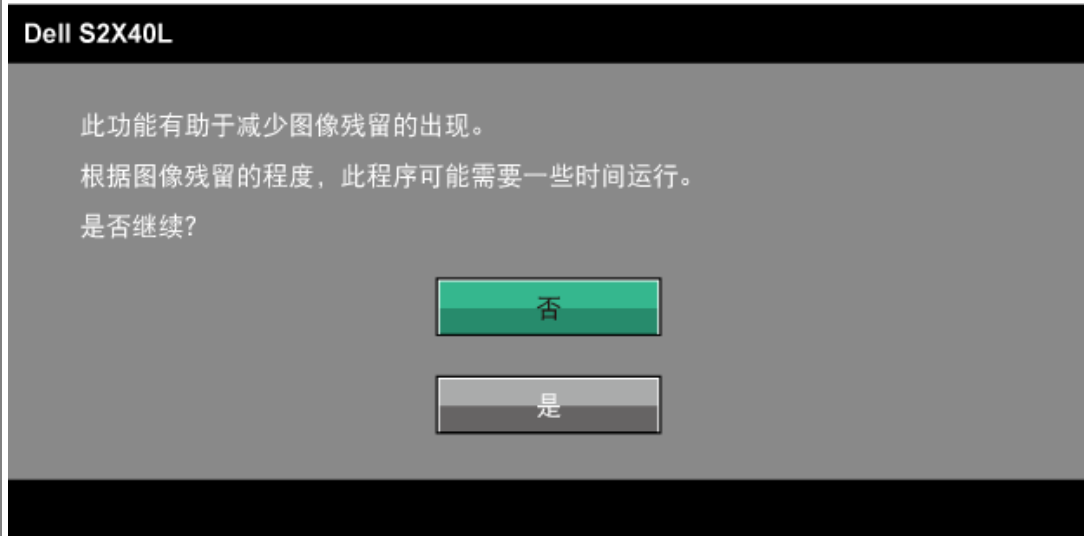 Dell S2X40L
此功能有助于减少图像残留的出现。
根据图像残留的程度，此程序可能需要一些时间运行。
是否继续?
否
是